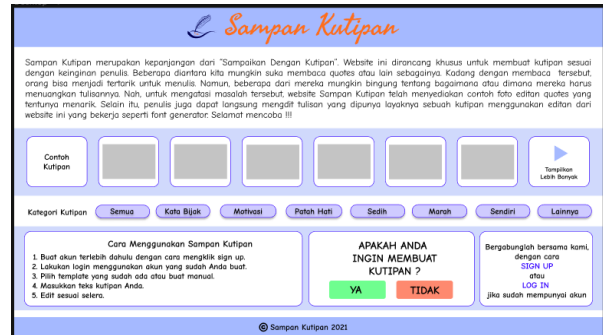 Sampan Kutipan
Sampan Kutipan merupakan kepanjangan dari "Sampaikan Dengan Kutipan". Website ini dirancang khusus untuk membuat kutipan sesuai
dengan keinginan penulis. Beberapa diantara kita mungkin suka membaca quotes atau lain sebagainya. Kadang dengan membaca tersebut,
orang bisa menjadi tertarik untuk menulis. Namun, beberapa dari mereka mungkin bingung tentang bagaimana atau dimana mereka harus
menuangkan tulisannya. Nah, untuk mengatasi masalah tersebut, website Sampan Kutipan telah menyediakan contoh foto editan quotes yang
tentunya menarik. Selain itu, penulis juga dapat langsung mengdit tulisan yang dipunya layaknya sebuah kutipan menggunakan editan dari
website ini yang bekerja seperti font generator. Selamat mencoba !!!
Contoh
Kutipan
Tampilkan
Lebih Banyak
Kategori Kutipan
Semua
Kata Bijak
Motivasi
Patah Hati
Sedih
Marah
Sendiri
Lainnya
Cara Menggunakan Sampan Kutipan
1. Buat akun terlebih dahulu dengan cara mengklik sign up.
2. Lakukan login menggunakan akun yang sudah Anda buat.
3. Pilih template yang sudah ada atau buat manual.
4. Masukkan teks kutipan Anda.
5. Edit sesuai selera.
APAKAH ANDA
INGIN MEMBUAT
KUTIPAN ?
YA
TIDAK
Bergabunglah bersama kami,
dengan cara
SIGN UP
atau
LOG IN
jika sudah mempunyai akun
© Sampan Kutipan 2021